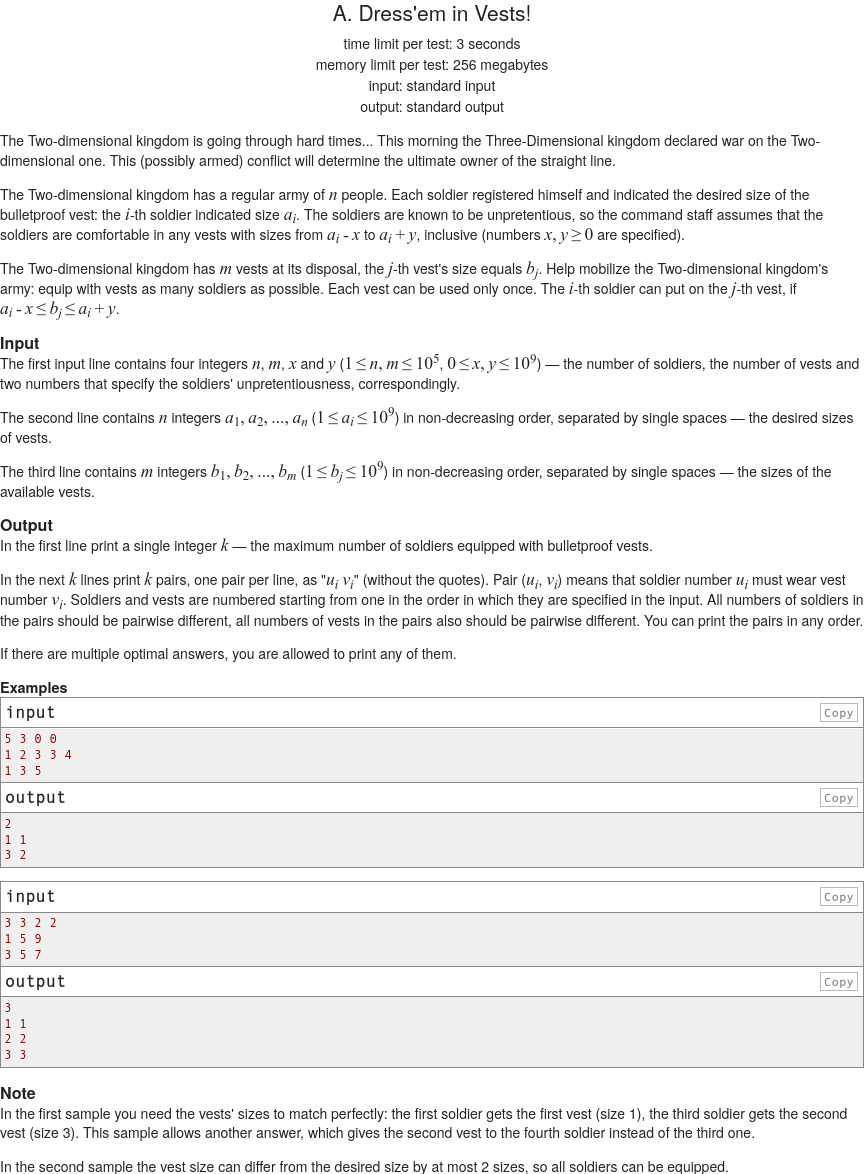 A. Dress'em in Vests!
time limit per test: 3 seconds
memory limit per test: 256 megabytes
input: standard input
output: standard output
The Two-dimensional kingdom is going through hard times... This morning the Three-Dimensional kingdom declared war on the Two-
dimensional one. This (possibly armed) conflict will determine the ultimate owner of the straight line.
The Two-dimensional kingdom has a regular army of n people. Each soldier registered himself and indicated the desired size of the
bulletproof vest: the i-th soldier indicated size a_i. The soldiers are known to be unpretentious, so the command staff assumes that the
soldiers are comfortable in any vests with sizes from a_i - x to a_i + y, inclusive (numbers x, y ≥ 0 are specified).
The Two-dimensional kingdom has m vests at its disposal, the j-th vest's size equals b_j. Help mobilize the Two-dimensional kingdom's
army: equip with vests as many soldiers as possible. Each vest can be used only once. The i-th soldier can put on the j-th vest, if
a_i - x ≤ b_j ≤ a_i + y.
Input
The first input line contains four integers n, m, x and y (1 ≤ n, m ≤ 10^5, 0 ≤ x, y ≤ 10^9) — the number of soldiers, the number of vests and
two numbers that specify the soldiers' unpretentiousness, correspondingly.
The second line contains n integers a_1, a_2, ..., a_n (1 ≤ a_i ≤ 10^9) in non-decreasing order, separated by single spaces — the desired sizes
of vests.
The third line contains m integers b_1, b_2, ..., b_m (1 ≤ b_j ≤ 10^9) in non-decreasing order, separated by single spaces — the sizes of the
available vests.
Output
In the first line print a single integer k — the maximum number of soldiers equipped with bulletproof vests.
In the next k lines print k pairs, one pair per line, as "u_i v_i" (without the quotes). Pair (u_i, v_i) means that soldier number u_i must wear vest
number v_i. Soldiers and vests are numbered starting from one in the order in which they are specified in the input. All numbers of soldiers in
the pairs should be pairwise different, all numbers of vests in the pairs also should be pairwise different. You can print the pairs in any order.
If there are multiple optimal answers, you are allowed to print any of them.
Examples
input Copy
5 3 0 0
1 2 3 3 4
1 3 5
output Copy
2
1 1
3 2
input Copy
3 3 2 2
1 5 9
3 5 7
output Copy
3
1 1
2 2
3 3
Note
In the first sample you need the vests' sizes to match perfectly: the first soldier gets the first vest (size 1), the third soldier gets the second
vest (size 3). This sample allows another answer, which gives the second vest to the fourth soldier instead of the third one.
In the second sample the vest size can differ from the desired size by at most 2 sizes, so all soldiers can be equipped.